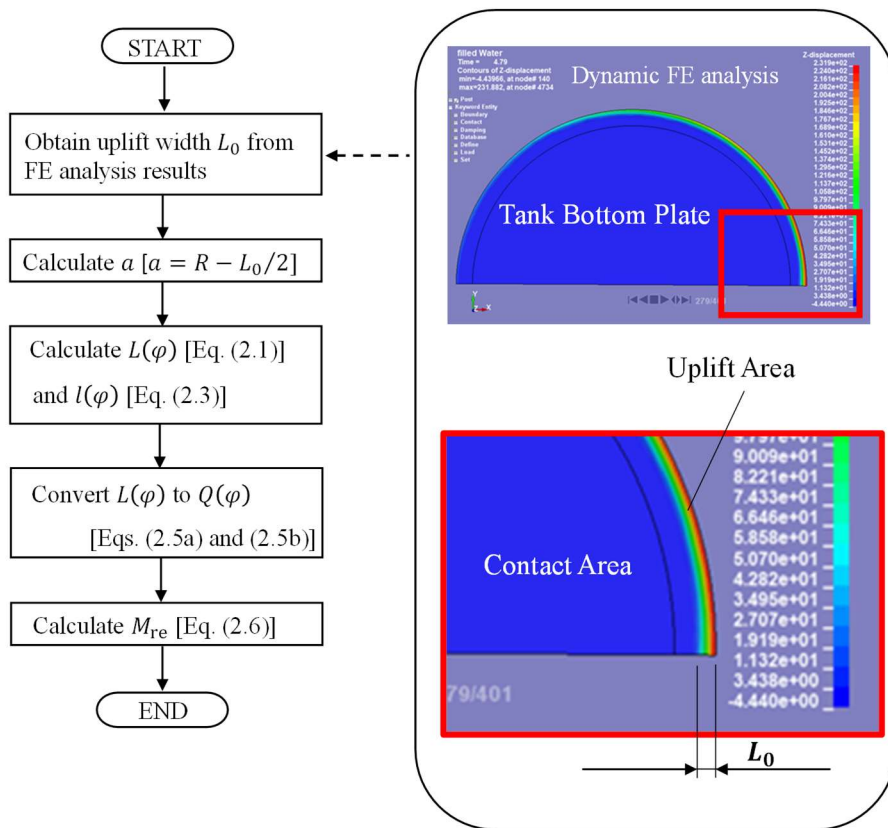 START
Obtain uplift width L₀ from
FE analysis results
Calculate a [a = R − L₀/2]
Calculate L(φ) [Eq. (2.1)]
and l(φ) [Eq. (2.3)]
Convert L(φ) to Q(φ)
[Eqs. (2.5a) and (2.5b)]
Calculate Mre [Eq. (2.6)]
END
filled Water
Time = 4.79
Contours of Z-displacement
min=-4.43966, at node# 140
max=231.882, at node# 4734
Post
Keyword Entity
Boundary
Contact
Damping
Database
Define
Load
Set
Dynamic FE analysis
Tank Bottom Plate
Y
Z X
279/401
Z-displacement
2.319e+02
2.240e+02
2.161e+02
2.082e+02
2.004e+02
1.925e+02
1.846e+02
1.767e+02
1.689e+02
1.610e+02
1.531e+02
1.452e+02
1.374e+02
1.295e+02
1.216e+02
1.137e+02
1.058e+02
9.797e+01
9.009e+01
7.433e+01
6.646e+01
5.858e+01
5.070e+01
4.282e+01
3.495e+01
2.707e+01
1.919e+01
1.132e+01
3.438e+00
-4.440e+00
Uplift Area
Contact Area
9.797e+01
9.009e+01
8.221e+01
7.433e+01
6.646e+01
5.858e+01
5.070e+01
4.282e+01
3.495e+01
2.707e+01
1.919e+01
1.132e+01
3.438e+00
-4.440e+00
79/401
L₀